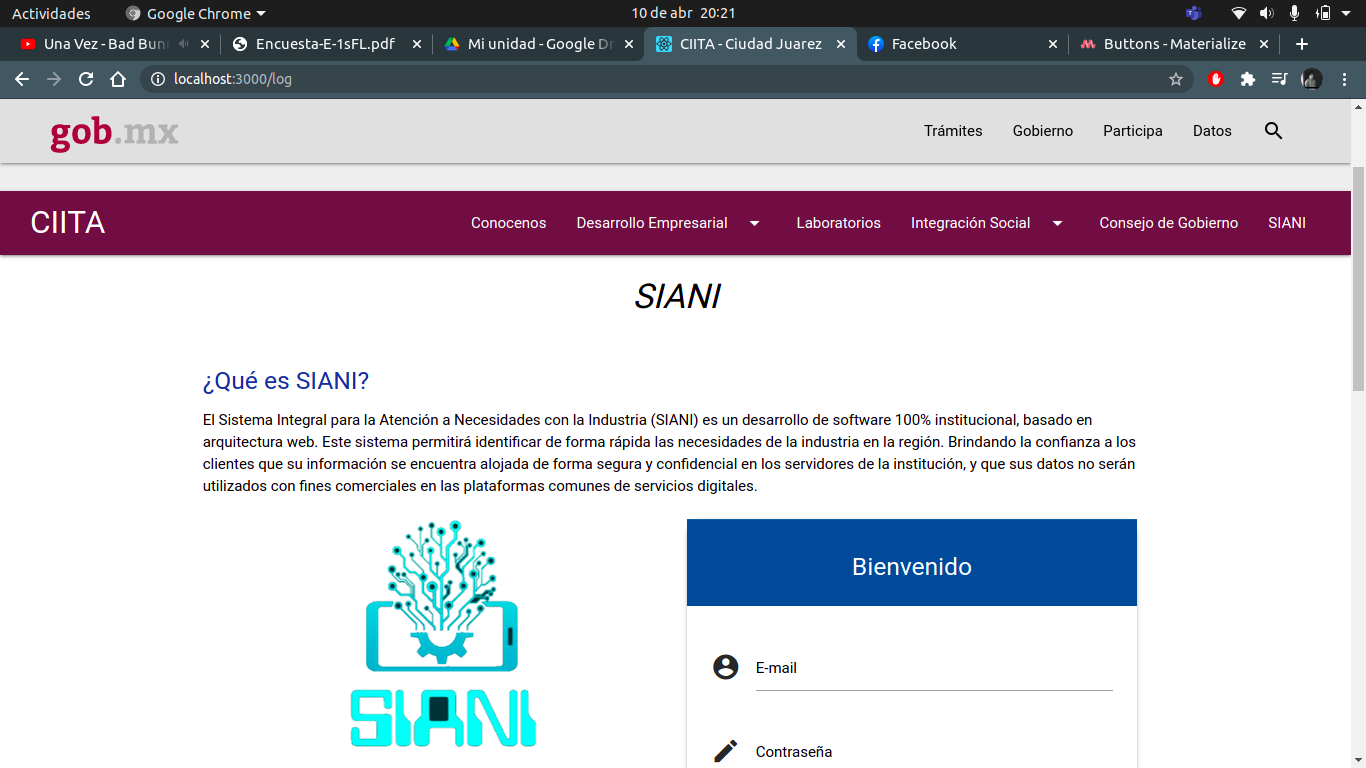 Actividades
Google Chrome
10 de abr 20:21
Una Vez - Bad Bun
Encuesta-E-1sFL.pdf
Mi unidad - Google Dr
CIITA - Ciudad Juarez
Facebook
Buttons - Materialize
localhost:3000/log
gob.mx
Trámites
Gobierno
Participa
Datos
CIITA
Conocenos
Desarrollo Empresarial
Laboratorios
Integración Social
Consejo de Gobierno
SIANI
SIANI
¿Qué es SIANI?
El Sistema Integral para la Atención a Necesidades con la Industria (SIANI) es un desarrollo de software 100% institucional, basado en
arquitectura web. Este sistema permitirá identificar de forma rápida las necesidades de la industria en la región. Brindando la confianza a los
clientes que su información se encuentra alojada de forma segura y confidencial en los servidores de la institución, y que sus datos no serán
utilizados con fines comerciales en las plataformas comunes de servicios digitales.
SIANI
Bienvenido
E-mail
Contraseña